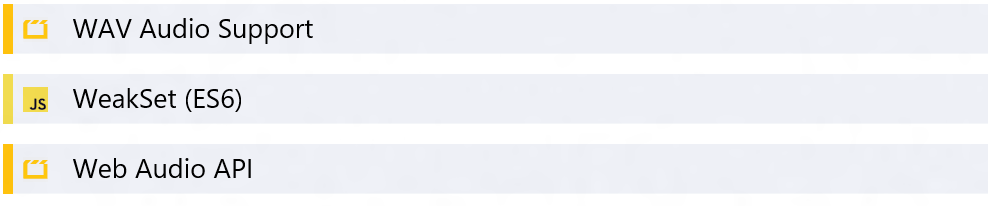 WAV Audio Support
JS WeakSet (ES6)
Web Audio API